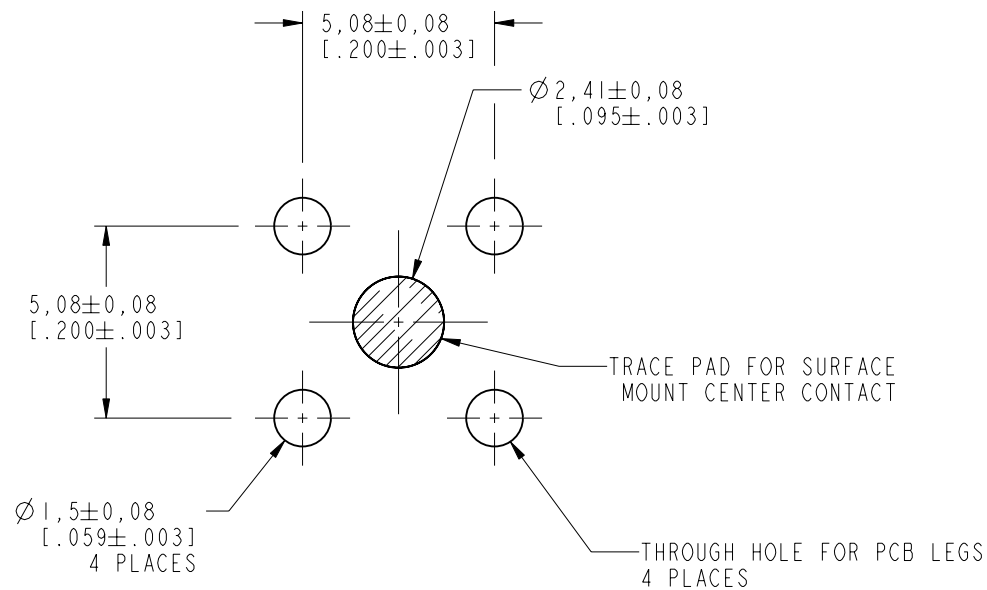 5,08±0,08
[.200±.003]
Ø2,41±0,08
[.095±.003]
5,08±0,08
[.200±.003]
TRACE PAD FOR SURFACE
MOUNT CENTER CONTACT
Ø1,5±0,08
[.059±.003]
4 PLACES
THROUGH HOLE FOR PCB LEGS
4 PLACES